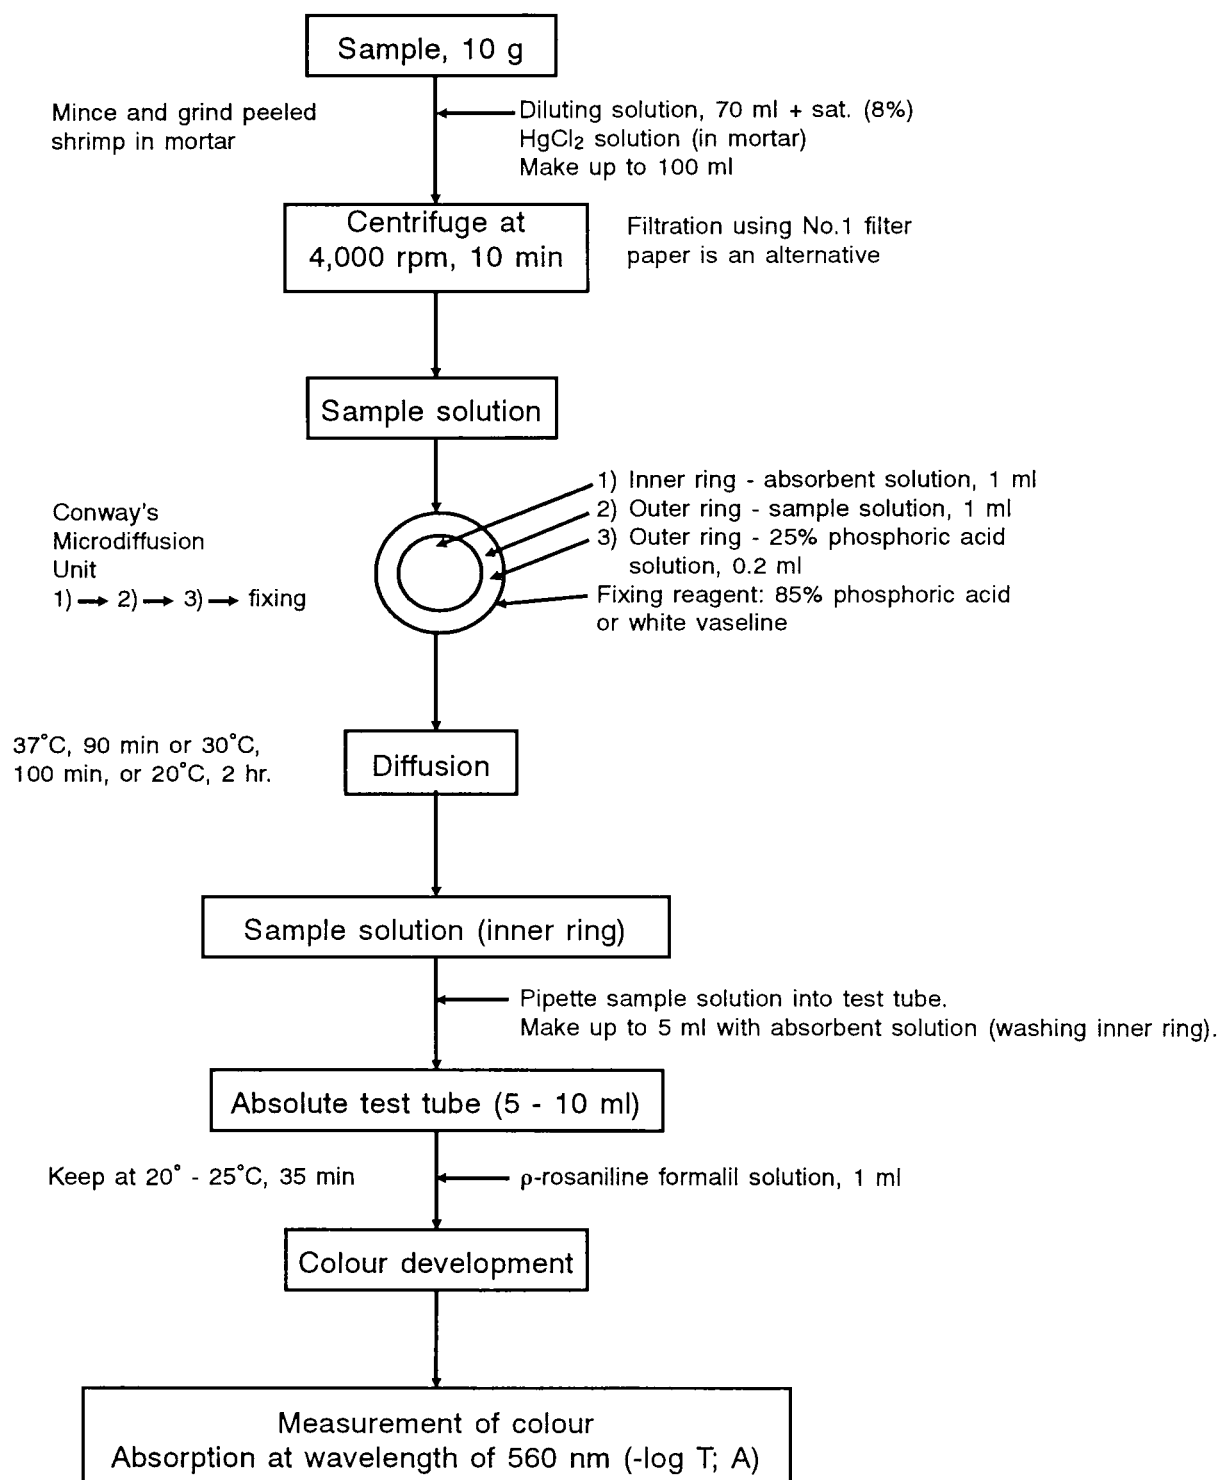 Sample, 10 g
Mince and grind peeled
shrimp in mortar
Diluting solution, 70 ml + sat. (8%)
HgCl₂ solution (in mortar)
Make up to 100 ml
Centrifuge at
4,000 rpm, 10 min
Filtration using No.1 filter
paper is an alternative
Sample solution
Conway's
Microdiffusion
Unit
1) → 2) → 3) → fixing
1) Inner ring - absorbent solution, 1 ml
2) Outer ring - sample solution, 1 ml
3) Outer ring - 25% phosphoric acid
solution, 0.2 ml
Fixing reagent: 85% phosphoric acid
or white vaseline
37°C, 90 min or 30°C,
100 min, or 20°C, 2 hr.
Diffusion
Sample solution (inner ring)
Pipette sample solution into test tube.
Make up to 5 ml with absorbent solution (washing inner ring).
Absolute test tube (5 - 10 ml)
Keep at 20° - 25°C, 35 min
ρ-rosaniline formalil solution, 1 ml
Colour development
Measurement of colour
Absorption at wavelength of 560 nm (-log T; A)